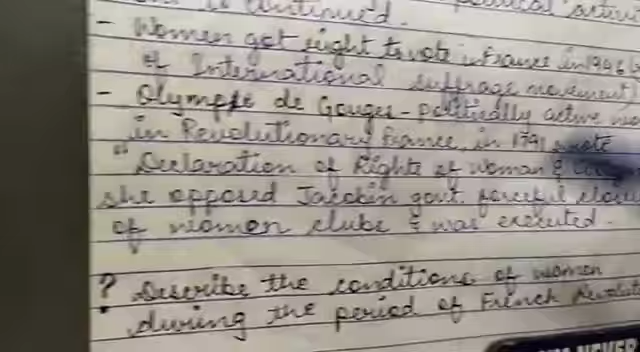 is continued.
- Women got right to vote in France in 1946 (
of International suffrage movement)
- Olympe de Gouges - politically active wo
in Revolutionary France, in 1791 wrote
"Declaration of Rights of Woman &
she opposed Jacobin govt. forceful
of women clubs & was executed.
? Describe the conditions of women
during the period of French Revolut
NEVER